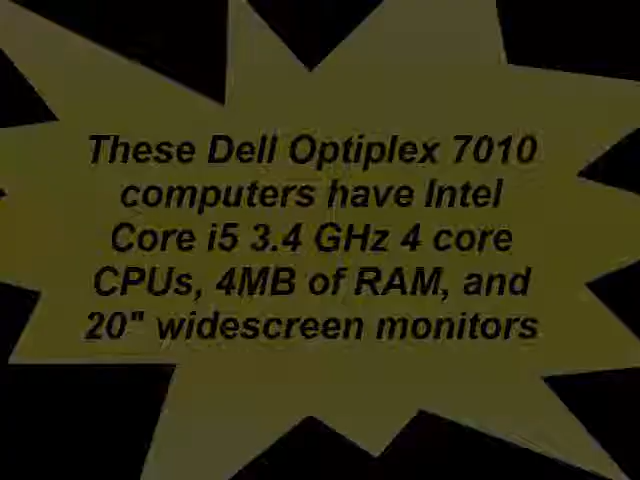 These Dell Optiplex 7010
computers have Intel
Core i5 3.4 GHz 4 core
CPUs, 4MB of RAM, and
20" widescreen monitors